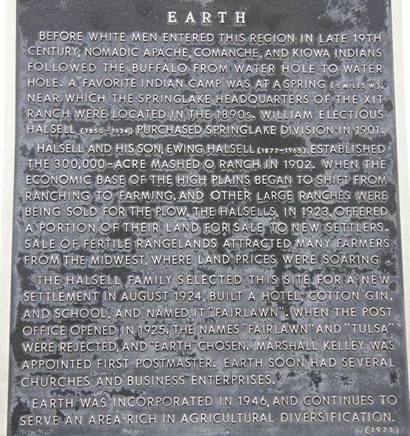 EARTH
BEFORE WHITE MEN ENTERED THIS REGION IN LATE 19TH
CENTURY, NOMADIC APACHE, COMANCHE, AND KIOWA INDIANS
FOLLOWED THE BUFFALO FROM WATER HOLE TO WATER
HOLE. A FAVORITE INDIAN CAMP WAS AT A SPRING (5 MILES W),
NEAR WHICH THE SPRINGLAKE HEADQUARTERS OF THE XIT
RANCH WERE LOCATED IN THE 1890s. WILLIAM ELECTIOUS
HALSELL (1850-1934) PURCHASED SPRINGLAKE DIVISION IN 1901.
HALSELL AND HIS SON, EWING HALSELL (1877-1965), ESTABLISHED
THE 300,000-ACRE MASHED O RANCH IN 1902. WHEN THE
ECONOMIC BASE OF THE HIGH PLAINS BEGAN TO SHIFT FROM
RANCHING TO FARMING, AND OTHER LARGE RANCHES WERE
BEING SOLD FOR THE PLOW, THE HALSELLS, IN 1923, OFFERED
A PORTION OF THEIR LAND FOR SALE TO NEW SETTLERS.
SALE OF FERTILE RANGELANDS ATTRACTED MANY FARMERS
FROM THE MIDWEST, WHERE LAND PRICES WERE SOARING.
THE HALSELL FAMILY SELECTED THIS SITE FOR A NEW
SETTLEMENT IN AUGUST 1924, BUILT A HOTEL, COTTON GIN,
AND SCHOOL, AND NAMED IT "FAIRLAWN". WHEN THE POST
OFFICE OPENED IN 1925, THE NAMES "FAIRLAWN" AND "TULSA"
WERE REJECTED, AND "EARTH" CHOSEN. MARSHALL KELLEY WAS
APPOINTED FIRST POSTMASTER. EARTH SOON HAD SEVERAL
CHURCHES AND BUSINESS ENTERPRISES.
EARTH WAS INCORPORATED IN 1946, AND CONTINUES TO
SERVE AN AREA RICH IN AGRICULTURAL DIVERSIFICATION.
(1973)